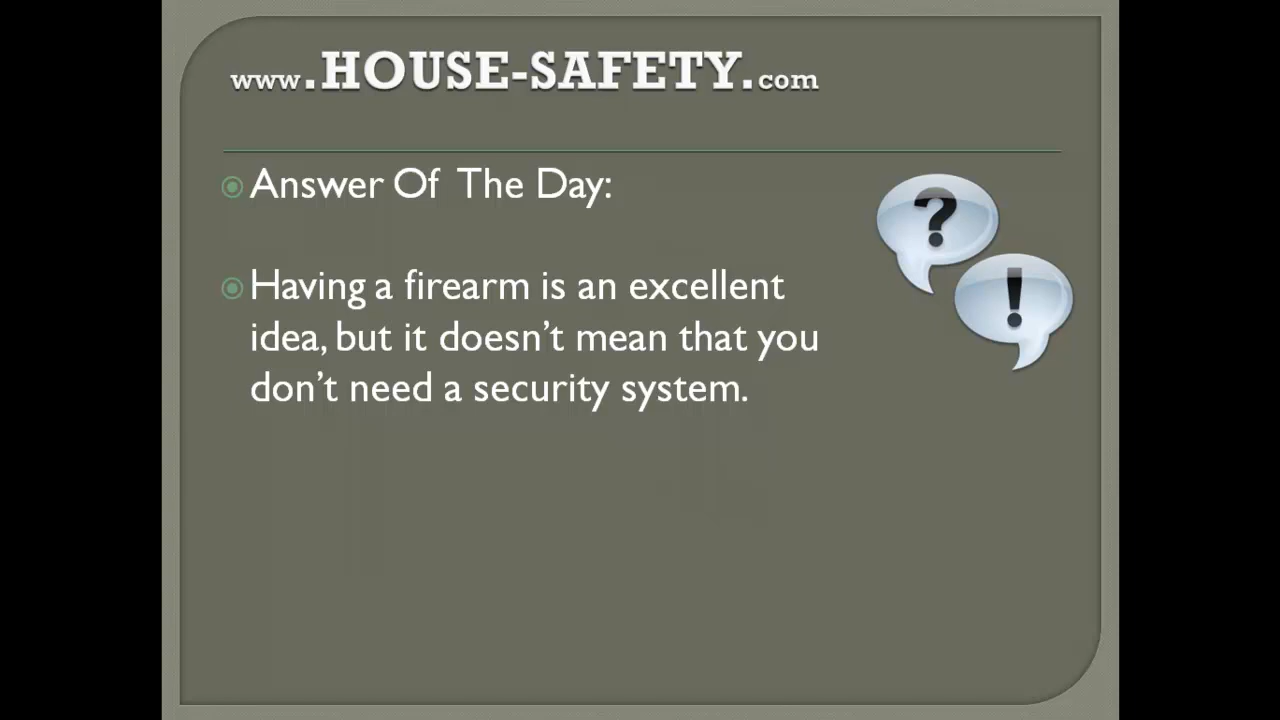 www.HOUSE-SAFETY.com
Answer Of The Day:
Having a firearm is an excellent
idea, but it doesn’t mean that you
don’t need a security system.
?
!